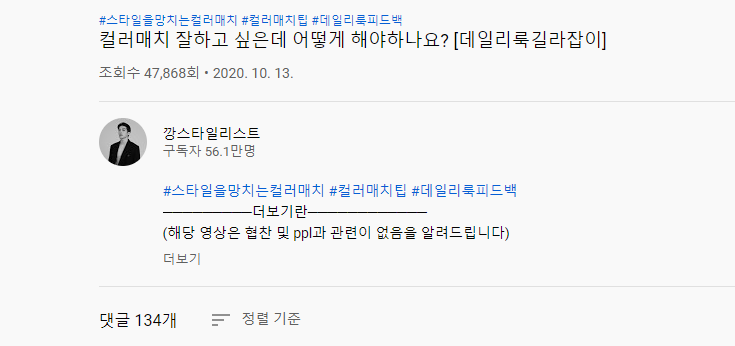 #스타일을망치는컬러매치 #컬러매치팁 #데일리룩피드백
컬러매치 잘하고 싶은데 어떻게 해야하나요? [데일리룩길라잡이]
조회수 47,868회 • 2020. 10. 13.
깡스타일리스트
구독자 56.1만명
#스타일을망치는컬러매치 #컬러매치팁 #데일리룩피드백
─────────더보기란────────────
(해당 영상은 협찬 및 ppl과 관련이 없음을 알려드립니다)
더보기
댓글 134개 정렬 기준